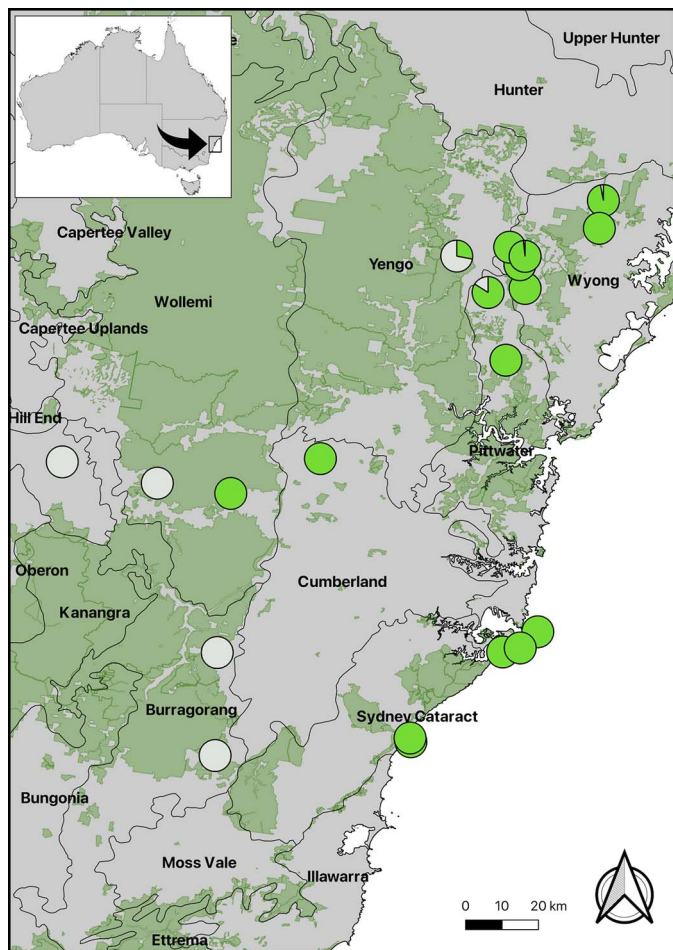 Upper Hunter
Hunter
Capertee Valley
Yengo
Wyong
Wollemi
Capertee Uplands
Hill End
Pittwater
Oberon
Cumberland
Kanangra
Burragorang
Sydney Cataract
Bungonia
Moss Vale
Illawarra
Ettrema
0 10 20 km